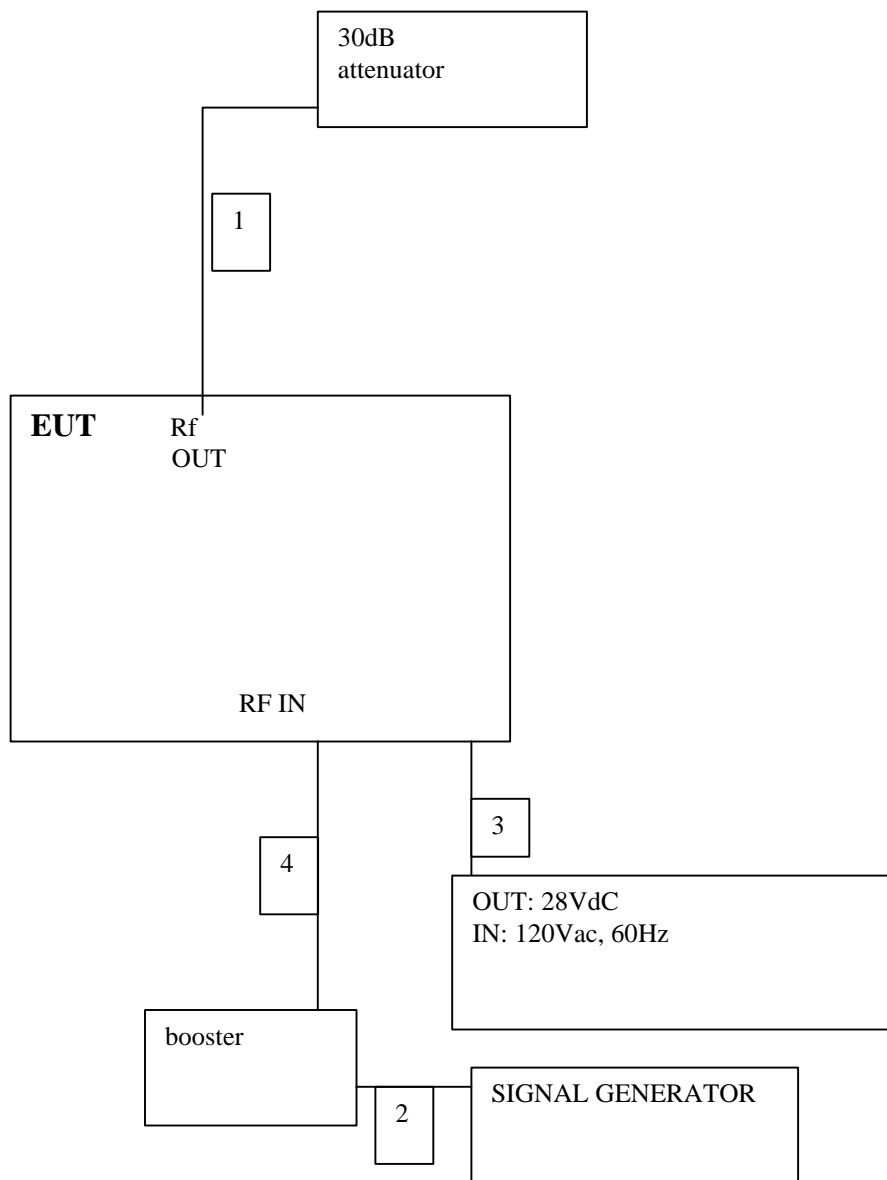 30dB
attenuator
1
EUT
Rf
OUT
RF IN
3
4
OUT: 28VdC
IN: 120Vac, 60Hz
booster
SIGNAL GENERATOR
2